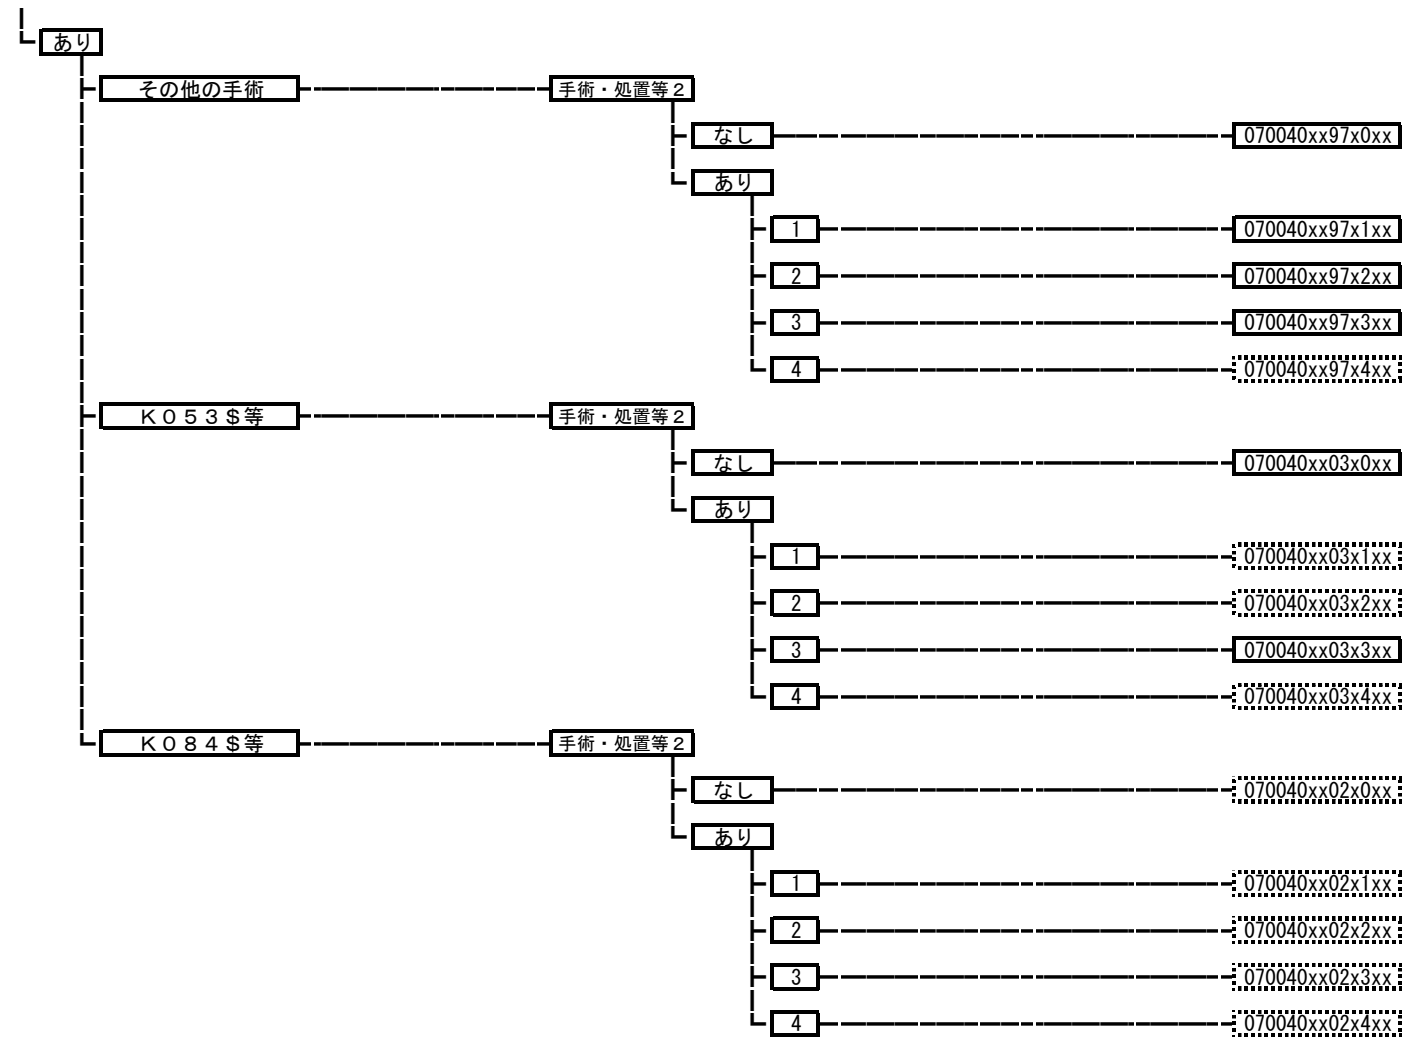 あり
その他の手術 手術・処置等２
なし 070040xx97x0xx
あり
1 070040xx97x1xx
2 070040xx97x2xx
3 070040xx97x3xx
4 070040xx97x4xx
Ｋ０５３＄等 手術・処置等２
なし 070040xx03x0xx
あり
1 070040xx03x1xx
2 070040xx03x2xx
3 070040xx03x3xx
4 070040xx03x4xx
Ｋ０８４＄等 手術・処置等２
なし 070040xx02x0xx
あり
1 070040xx02x1xx
2 070040xx02x2xx
3 070040xx02x3xx
4 070040xx02x4xx